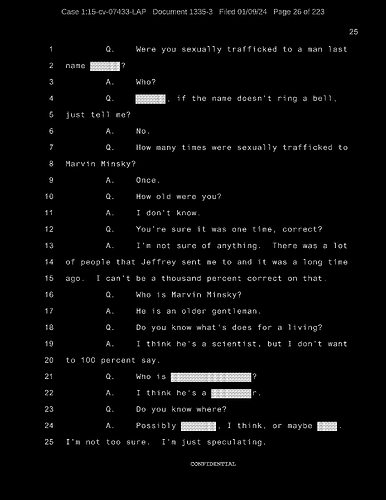 Case 1:15-cv-07433-LAP Document 1335-3 Filed 01/09/24 Page 26 of 223
25
1 Q. Were you sexually trafficked to a man last
2 name ?
3 A. Who?
4 Q. , if the name doesn't ring a bell,
5 just tell me?
6 A. No.
7 Q. How many times were sexually trafficked to
8 Marvin Minsky?
9 A. Once.
10 Q. How old were you?
11 A. I don't know.
12 Q. You're sure it was one time, correct?
13 A. I'm not sure of anything. There was a lot
14 of people that Jeffrey sent me to and it was a long time
15 ago. I can't be a thousand percent correct on that.
16 Q. Who is Marvin Minsky?
17 A. He is an older gentleman.
18 Q. Do you know what's does for a living?
19 A. I think he's a scientist, but I don't want
20 to 100 percent say.
21 Q. Who is ?
22 A. I think he's a r.
23 Q. Do you know where?
24 A. Possibly , I think, or maybe .
25 I'm not too sure. I'm just speculating.
CONFIDENTIAL